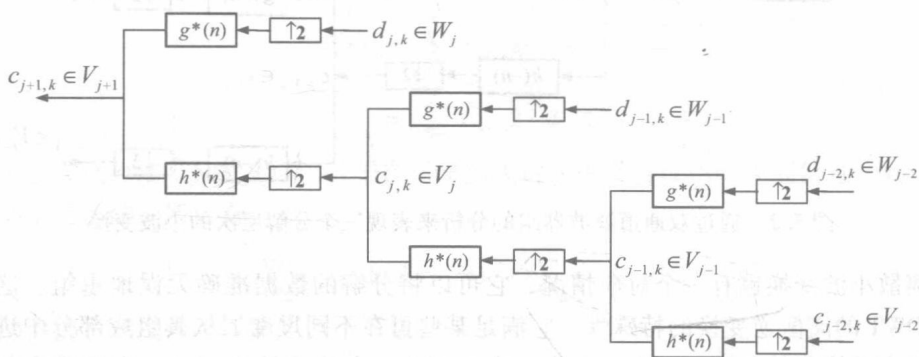 g*(n) ↑2 d_{j,k}∈W_j
c_{j+1,k}∈V_{j+1}
g*(n) ↑2 d_{j-1,k}∈W_{j-1}
h*(n) ↑2 c_{j,k}∈V_j
d_{j-2,k}∈W_{j-2}
g*(n) ↑2
h*(n) ↑2 c_{j-1,k}∈V_{j-1}
c_{j-2,k}∈V_{j-2}
h*(n) ↑2